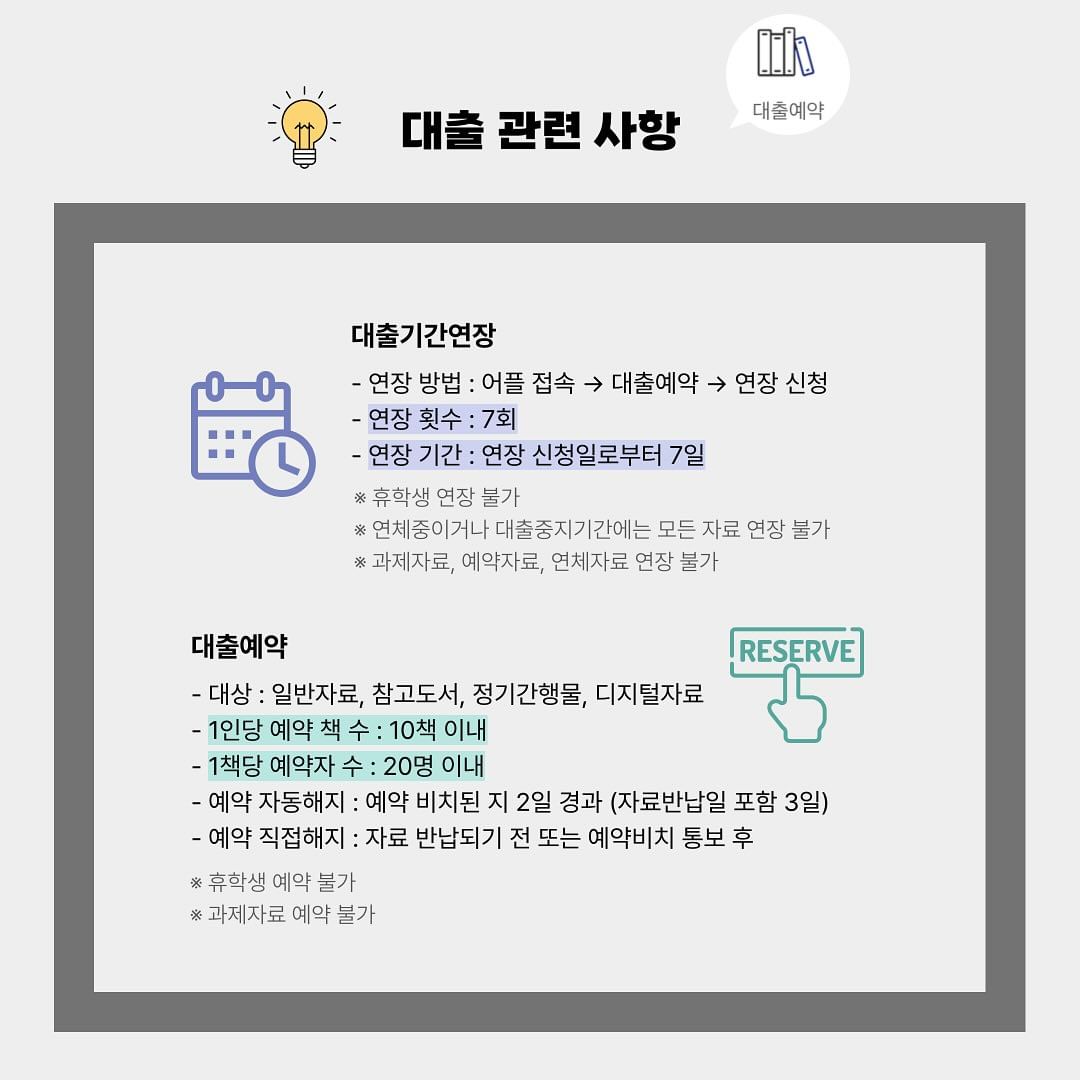 대출예약
대출 관련 사항
대출기간연장
- 연장 방법 : 어플 접속 → 대출예약 → 연장 신청
- 연장 횟수 : 7회
- 연장 기간 : 연장 신청일로부터 7일
※ 휴학생 연장 불가
※ 연체중이거나 대출중지기간에는 모든 자료 연장 불가
※ 과제자료, 예약자료, 연체자료 연장 불가
대출예약
RESERVE
- 대상 : 일반자료, 참고도서, 정기간행물, 디지털자료
- 1인당 예약 책 수 : 10책 이내
- 1책당 예약자 수 : 20명 이내
- 예약 자동해지 : 예약 비치된 지 2일 경과 (자료반납일 포함 3일)
- 예약 직접해지 : 자료 반납되기 전 또는 예약비치 통보 후
※ 휴학생 예약 불가
※ 과제자료 예약 불가